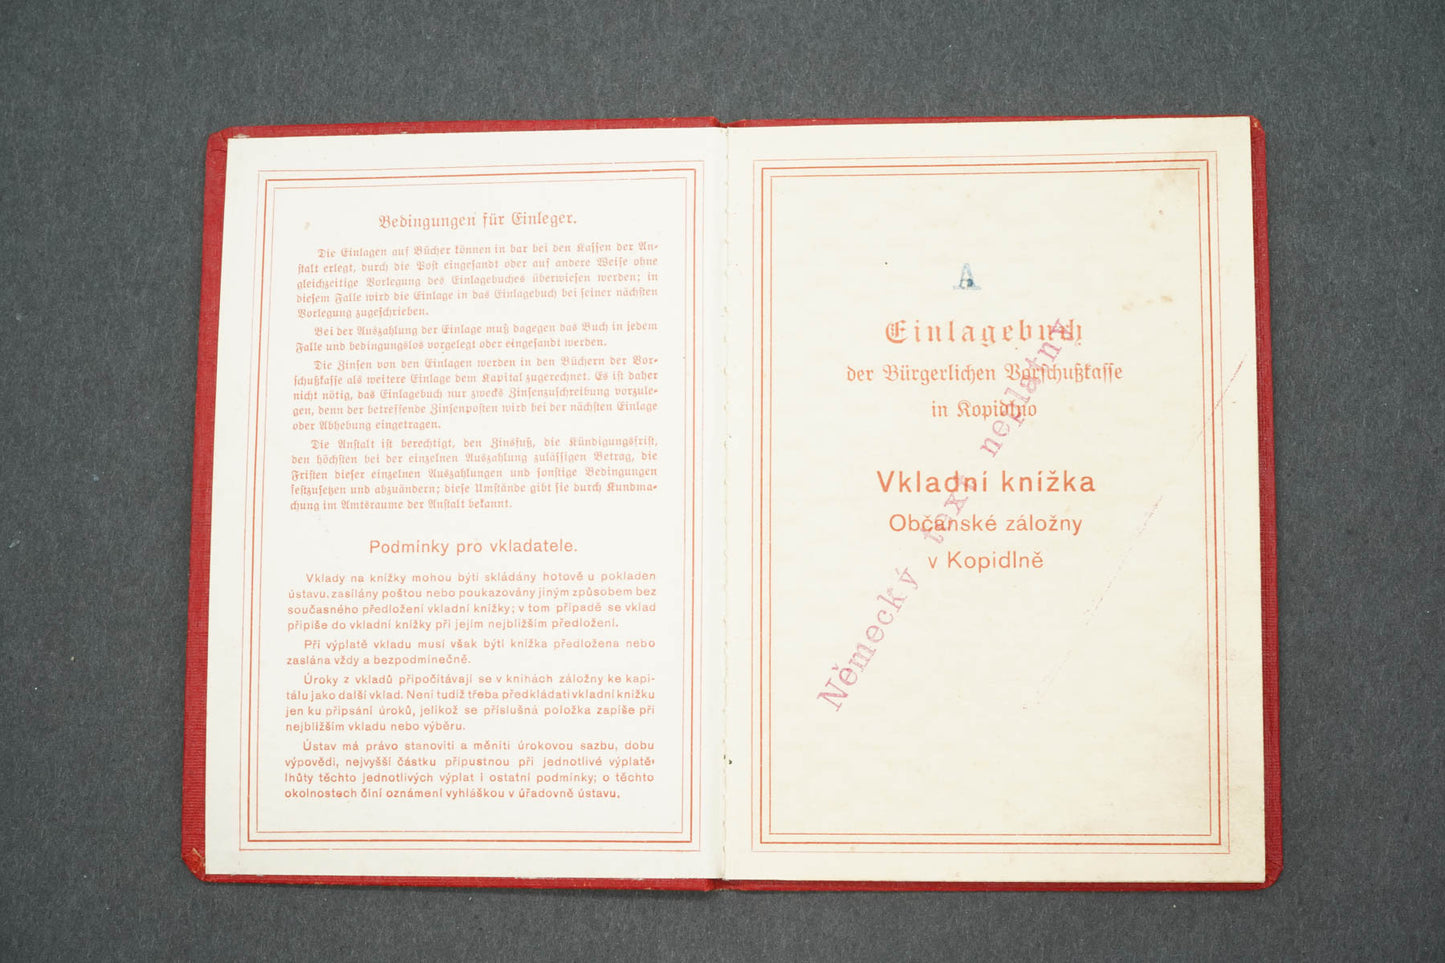 Bedingungen für Einleger.
Die Einlagen auf Bücher können in bar bei den Kassen der An-
stalt erlegt, durch die Post eingesandt oder auf andere Weise ohne
gleichzeitige Vorlegung des Einlagebuches überwiesen werden; in
diesem Falle wird die Einlage in das Einlagebuch bei seiner nächsten
Vorlegung zugeschrieben.
Bei der Auszahlung der Einlage muß dagegen das Buch in jedem
Falle und bedingungslos vorgelegt oder eingesandt werden.
Die Zinsen von den Einlagen werden in den Büchern der Vor-
schußkasse als weitere Einlage dem Kapital zugerechnet. Es ist daher
nicht nötig, das Einlagebuch nur zwecks Zinsenzuschreibung vorzule-
gen, denn der betreffende Zinsenposten wird bei der nächsten Einlage
oder Abhebung eingetragen.
Die Anstalt ist berechtigt, den Zinsfuß, die Kündigungsfrist,
den höchsten bei der einzelnen Auszahlung zulässigen Betrag, die
Fristen dieser einzelnen Auszahlungen und sonstige Bedingungen
festzusetzen und abzuändern; diese Umstände gibt sie durch Kundma-
chung im Amtsraume der Anstalt bekannt.
Podmínky pro vkladatele.
Vklady na knížky mohou býti skládány hotově u pokladen
ústavu, zasílány poštou nebo poukazovány jiným způsobem bez
současného předložení vkladní knížky; v tom případě se vklad
připíše do vkladní knížky při jejím nejbližším předložení.
Při výplatě vkladu musí však býti knížka předložena nebo
zaslána vždy a bezpodmínečně.
Úroky z vkladů připočítávají se v knihách záložny ke kapi-
tálu jako další vklad. Není tudíž třeba předkládati vkladní knížku
jen ku připsání úroků, jelikož se příslušná položka zapíše při
nejbližším vkladu nebo výběru.
Ústav má právo stanoviti a měniti úrokovou sazbu, dobu
výpovědi, nejvyšší částku přípustnou při jednotlivé výplatě,
lhůty těchto jednotlivých výplat i ostatní podmínky; o těchto
okolnostech činí oznámení vyhláškou v úřadovně ústavu.
A
Einlagebuch
der Bürgerlichen Vorschußkasse
in Kopidlno
Vkladní knížka
Občanské záložny
v Kopidlně
Německý text neplatný